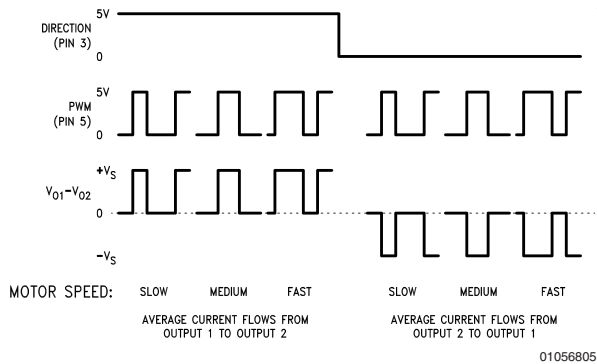 5V
DIRECTION
(PIN 3)
0
5V
PWM
(PIN 5)
0
+VS
VO1–VO2
0
–VS
MOTOR SPEED: SLOW MEDIUM FAST SLOW MEDIUM FAST
AVERAGE CURRENT FLOWS FROM
OUTPUT 1 TO OUTPUT 2
AVERAGE CURRENT FLOWS FROM
OUTPUT 2 TO OUTPUT 1
01056805